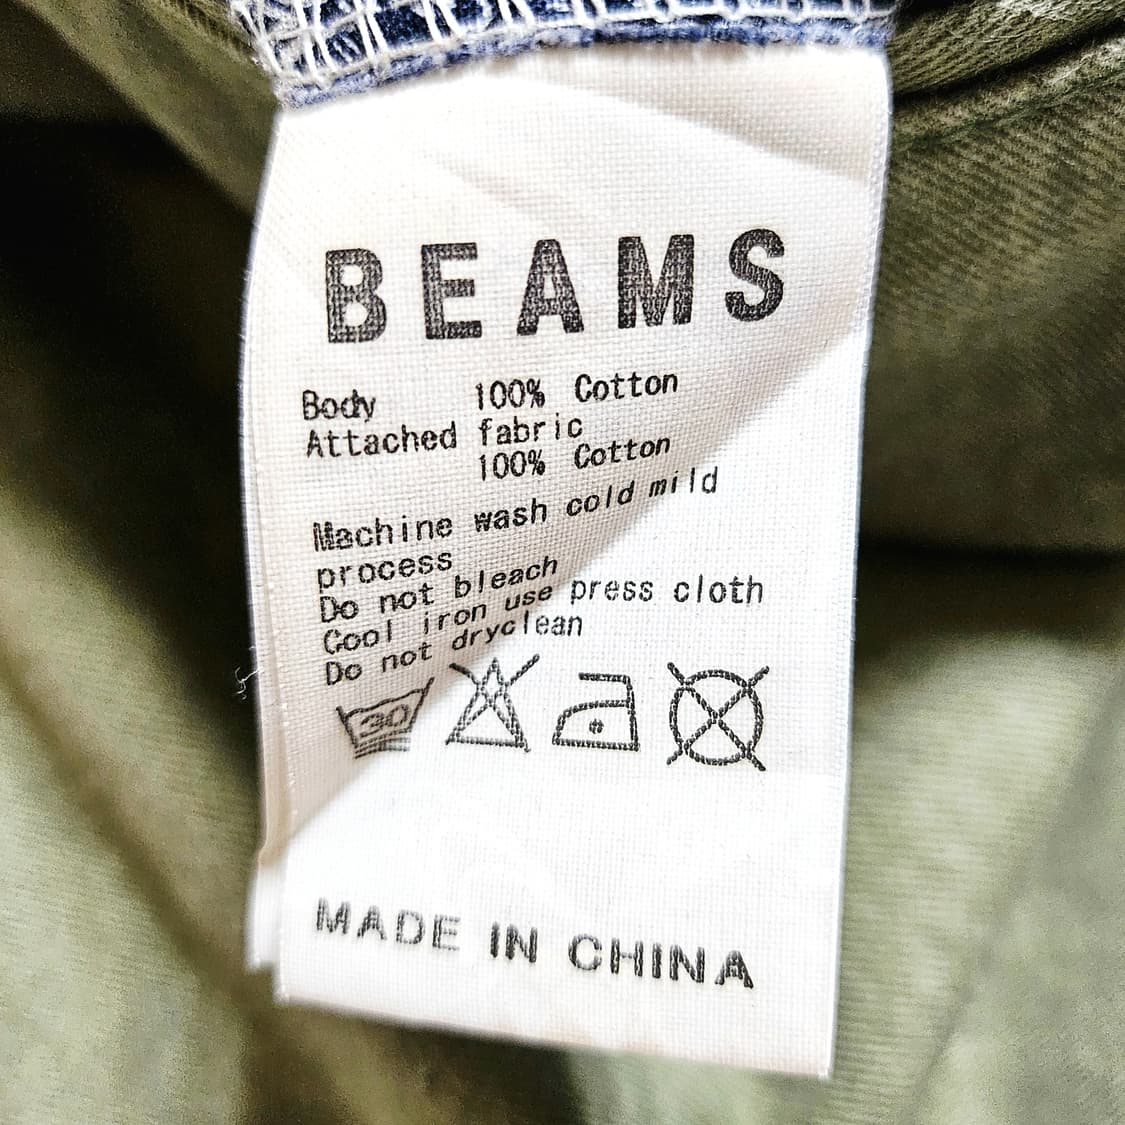 BEAMS
Body 100% Cotton
Attached fabric
100% Cotton
Machine wash cold mild
process
Do not bleach
Cool iron use press cloth
Do not dryclean
30
MADE IN CHINA